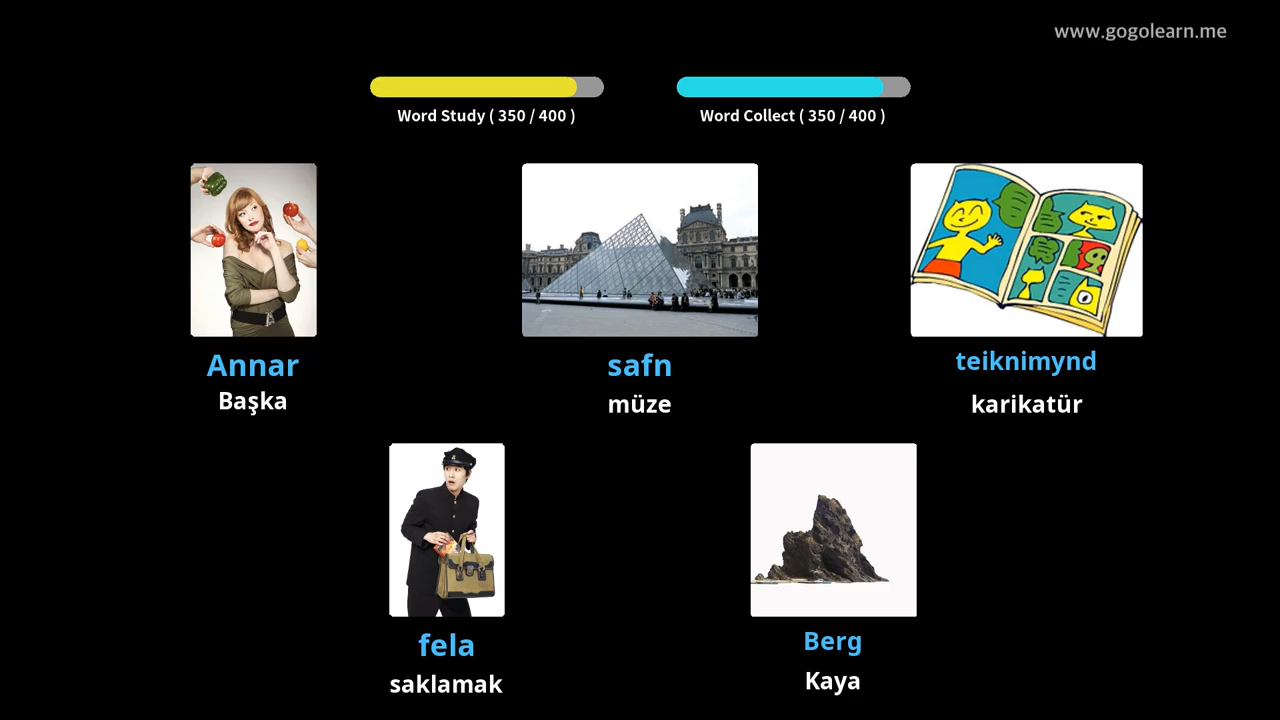 www.gogolearn.me
Word Study ( 350 / 400 )
Word Collect ( 350 / 400 )
Annar
Başka
safn
müze
teiknimynd
karikatür
fela
saklamak
Berg
Kaya